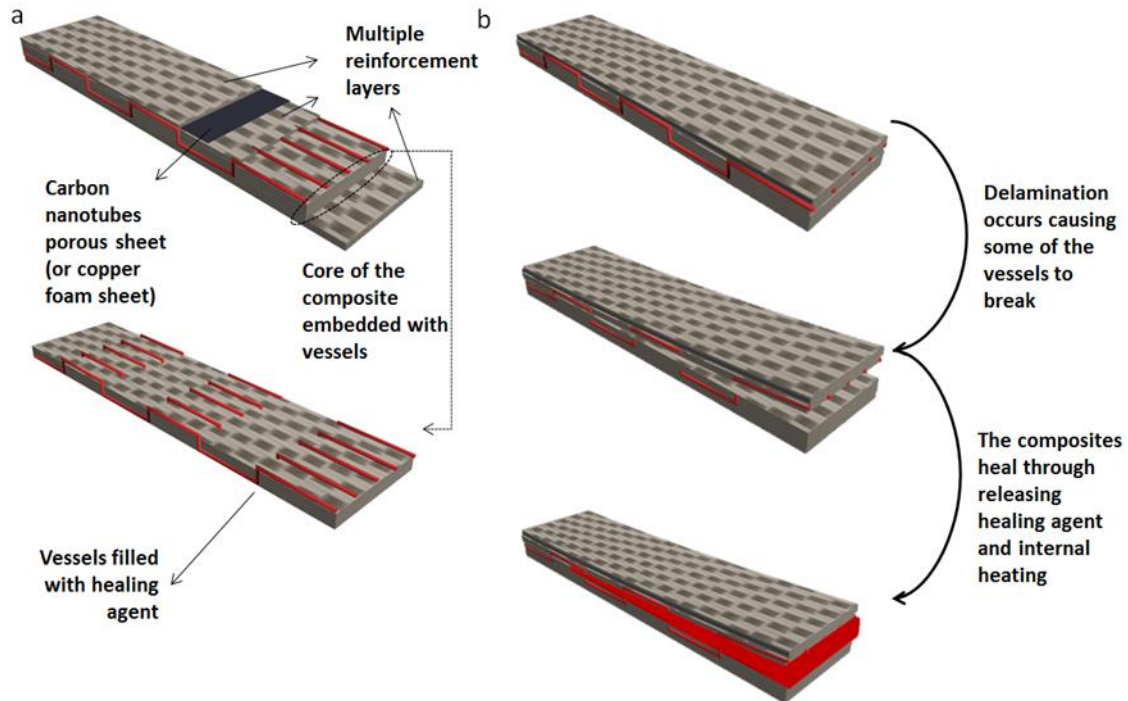 a
Multiple
reinforcement
layers
Carbon
nanotubes
porous sheet
(or copper
foam sheet)
Core of the
composite
embedded with
vessels
Vessels filled
with healing
agent
b
Delamination
occurs causing
some of the
vessels to
break
The composites
heal through
releasing
healing agent
and internal
heating